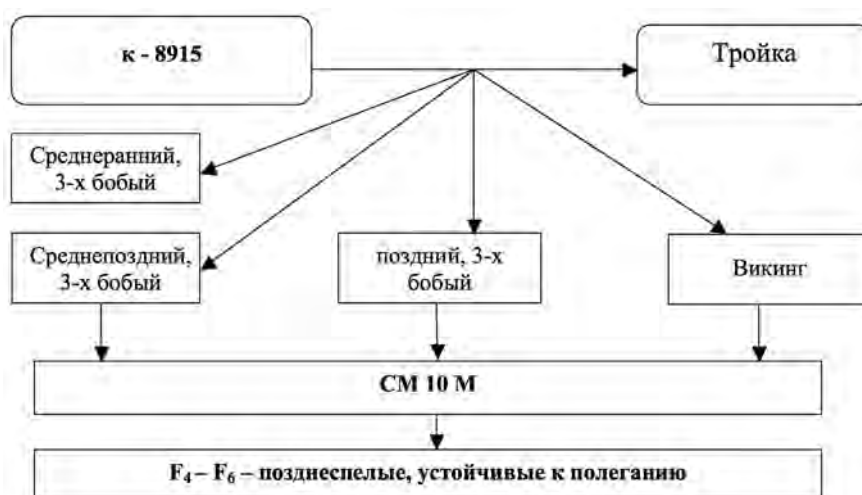 к - 8915
Тройка
Среднеранний,
3-х бобый
Среднепоздний,
3-х бобый
поздний, 3-х
бобый
Викинг
СМ 10 М
F₄ – F₆ – позднеспелые, устойчивые к полеганию